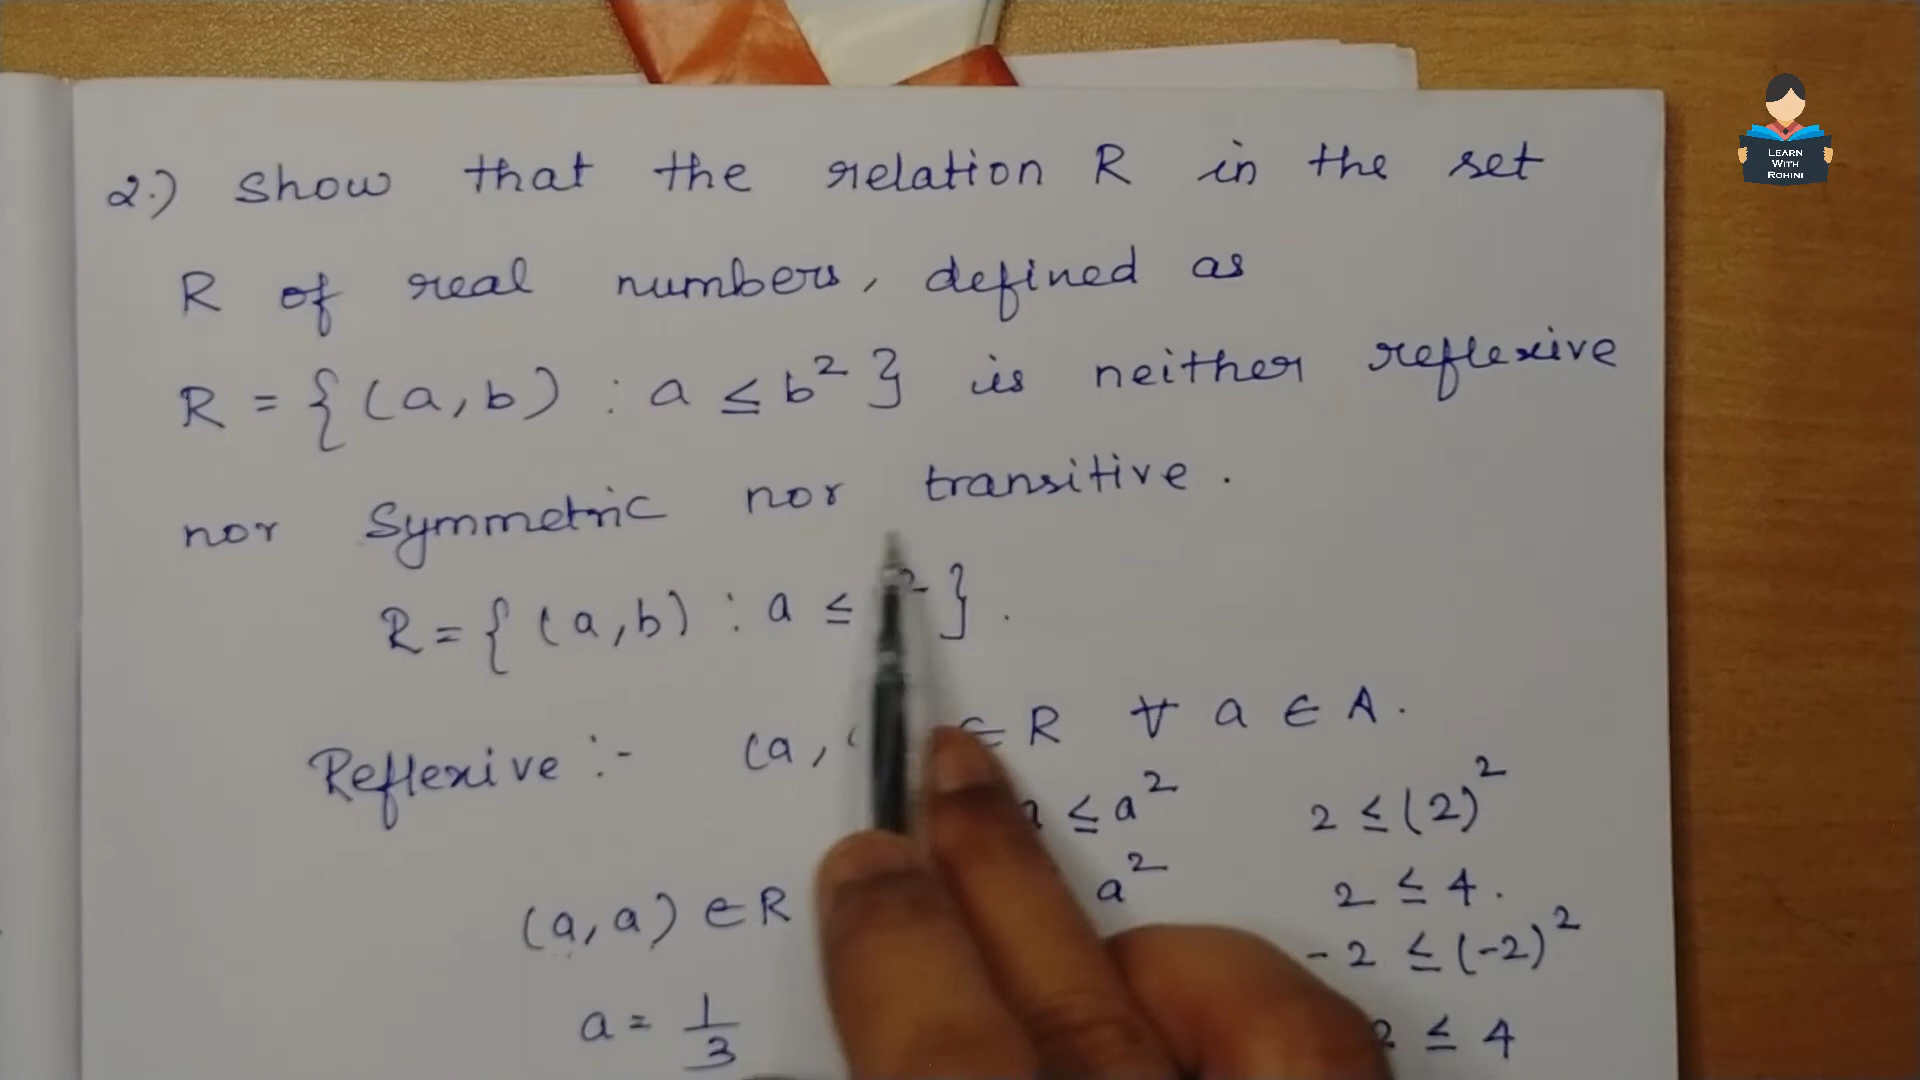 2.) Show that the relation R in the set
R of real numbers, defined as
R = {(a,b) : a ≤ b² } is neither reflexive
nor Symmetric nor transitive.
R = { (a,b) : a ≤ ² } .
Reflexive :- (a, ∈ R ∀ a ∈ A.
≤ a² 2 ≤ (2)²
(a,a) ∈ R a² 2 ≤ 4.
-2 ≤ (-2)²
a = 1/3 2 ≤ 4
LEARN
WITH
ROHINI